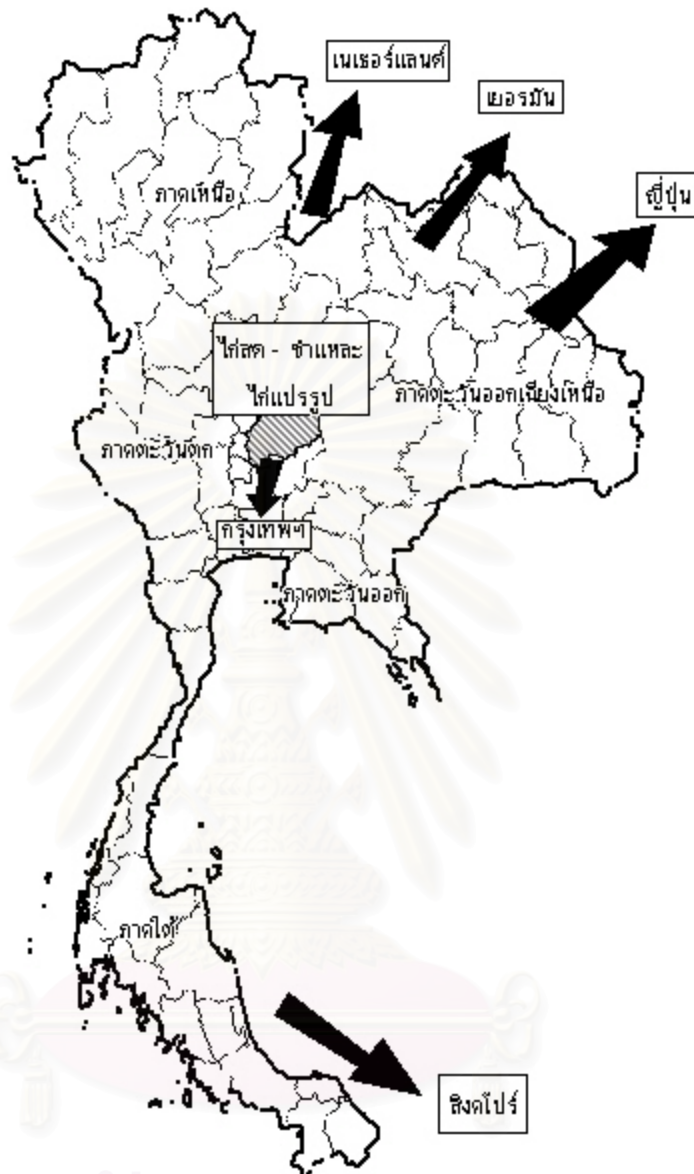 เนเธอร์แลนด์
เยอรมัน
ญี่ปุ่น
ภาคเหนือ
ไก่สด - ชำแหละ
ไก่แปรรูป
ภาคตะวันออกเฉียงเหนือ
ภาคตะวันตก
กรุงเทพฯ
ภาคตะวันออก
ภาคใต้
สิงคโปร์